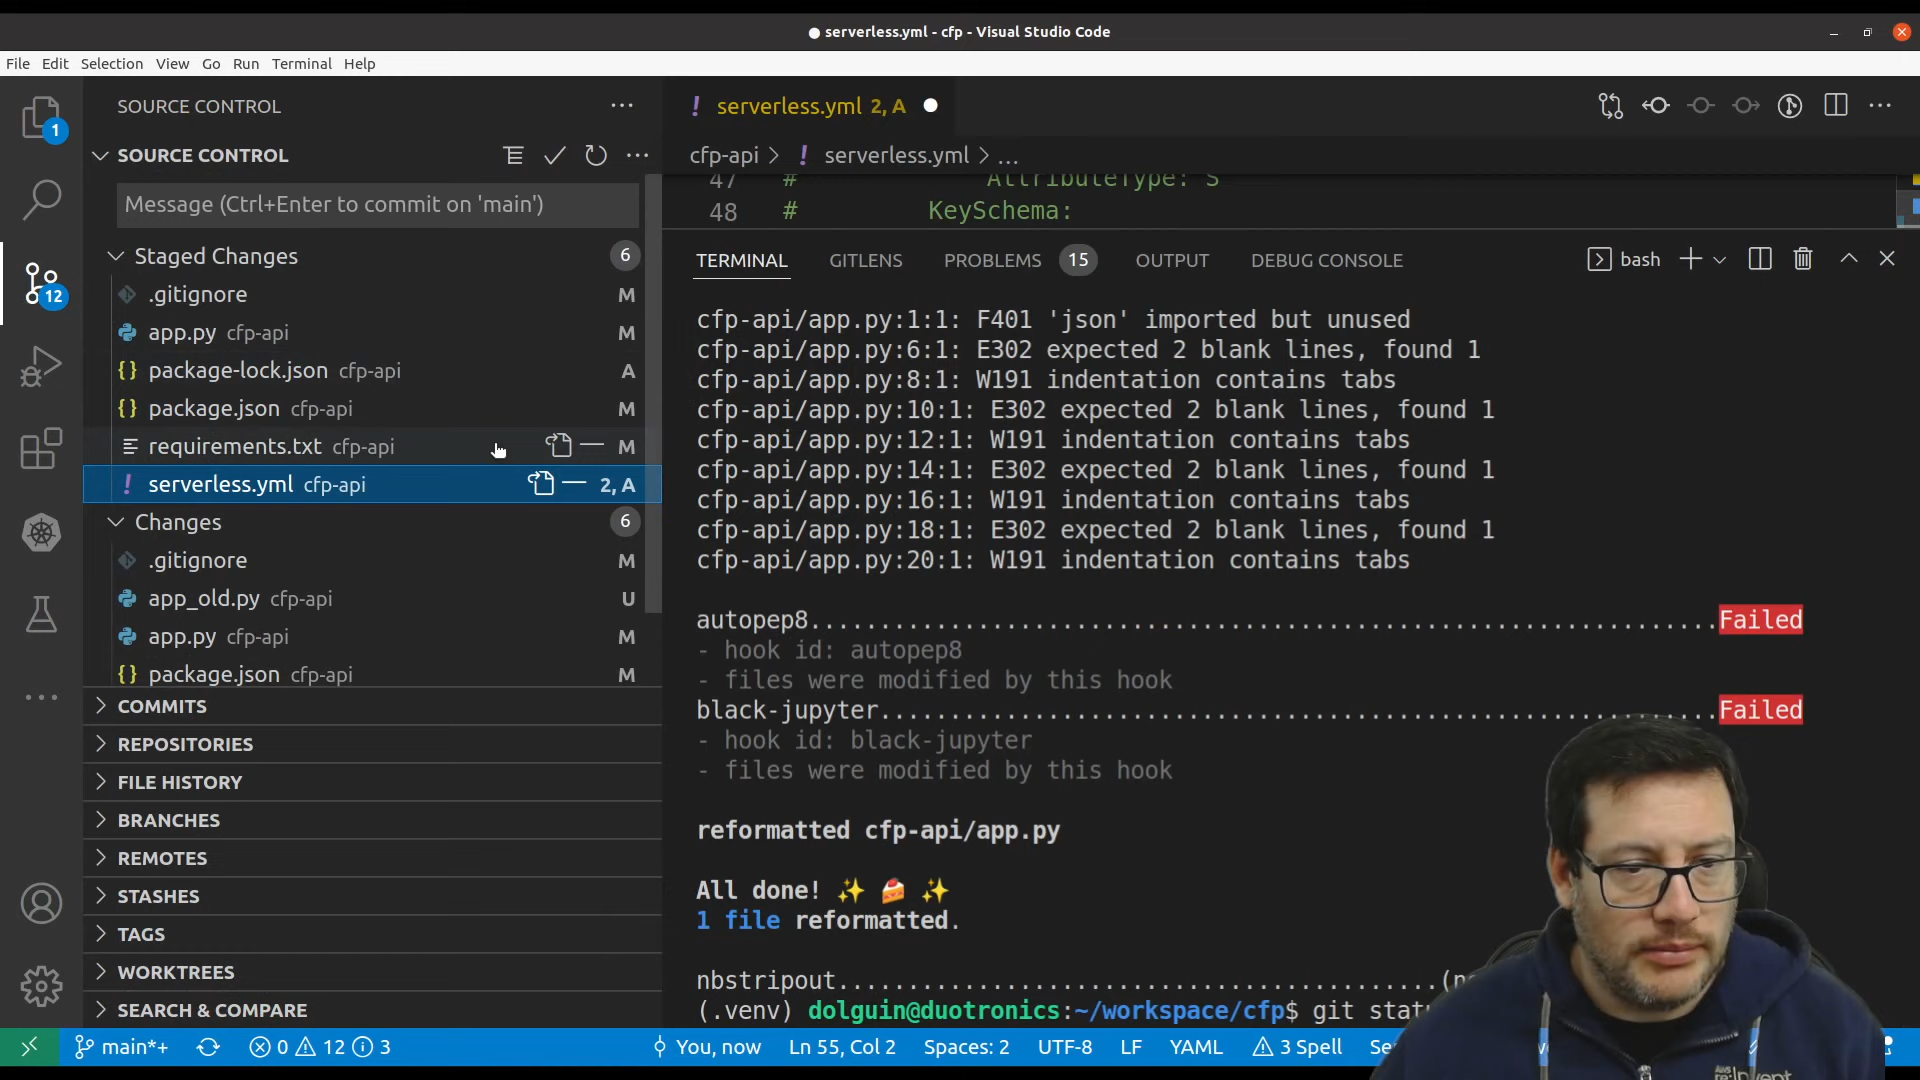 serverless.yml - cfp - Visual Studio Code
File Edit Selection View Go Run Terminal Help
SOURCE CONTROL
serverless.yml 2, A
1
SOURCE CONTROL
cfp-api > ! serverless.yml > ...
47 # AttributeType: S
Message (Ctrl+Enter to commit on 'main')
48 # KeySchema:
Staged Changes 6
TERMINAL GITLENS PROBLEMS 15 OUTPUT DEBUG CONSOLE bash
12
.gitignore M
app.py cfp-api M
package-lock.json cfp-api A
package.json cfp-api M
requirements.txt cfp-api M
serverless.yml cfp-api 2, A
Changes 6
.gitignore M
app_old.py cfp-api U
app.py cfp-api M
package.json cfp-api M
COMMITS
REPOSITORIES
FILE HISTORY
BRANCHES
REMOTES
STASHES
TAGS
WORKTREES
SEARCH & COMPARE
cfp-api/app.py:1:1: F401 'json' imported but unused
cfp-api/app.py:6:1: E302 expected 2 blank lines, found 1
cfp-api/app.py:8:1: W191 indentation contains tabs
cfp-api/app.py:10:1: E302 expected 2 blank lines, found 1
cfp-api/app.py:12:1: W191 indentation contains tabs
cfp-api/app.py:14:1: E302 expected 2 blank lines, found 1
cfp-api/app.py:16:1: W191 indentation contains tabs
cfp-api/app.py:18:1: E302 expected 2 blank lines, found 1
cfp-api/app.py:20:1: W191 indentation contains tabs
autopep8................................................................Failed
- hook id: autopep8
- files were modified by this hook
black-jupyter...........................................................Failed
- hook id: black-jupyter
- files were modified by this hook
reformatted cfp-api/app.py
All done! ✨ 🍰 ✨
1 file reformatted.
nbstripout...........................................
(.venv) dolguin@duotronics:~/workspace/cfp$ git
main*+ 0 12 3 You, now Ln 55, Col 2 Spaces: 2 UTF-8 LF YAML 3 Spell
aws
re:Invent